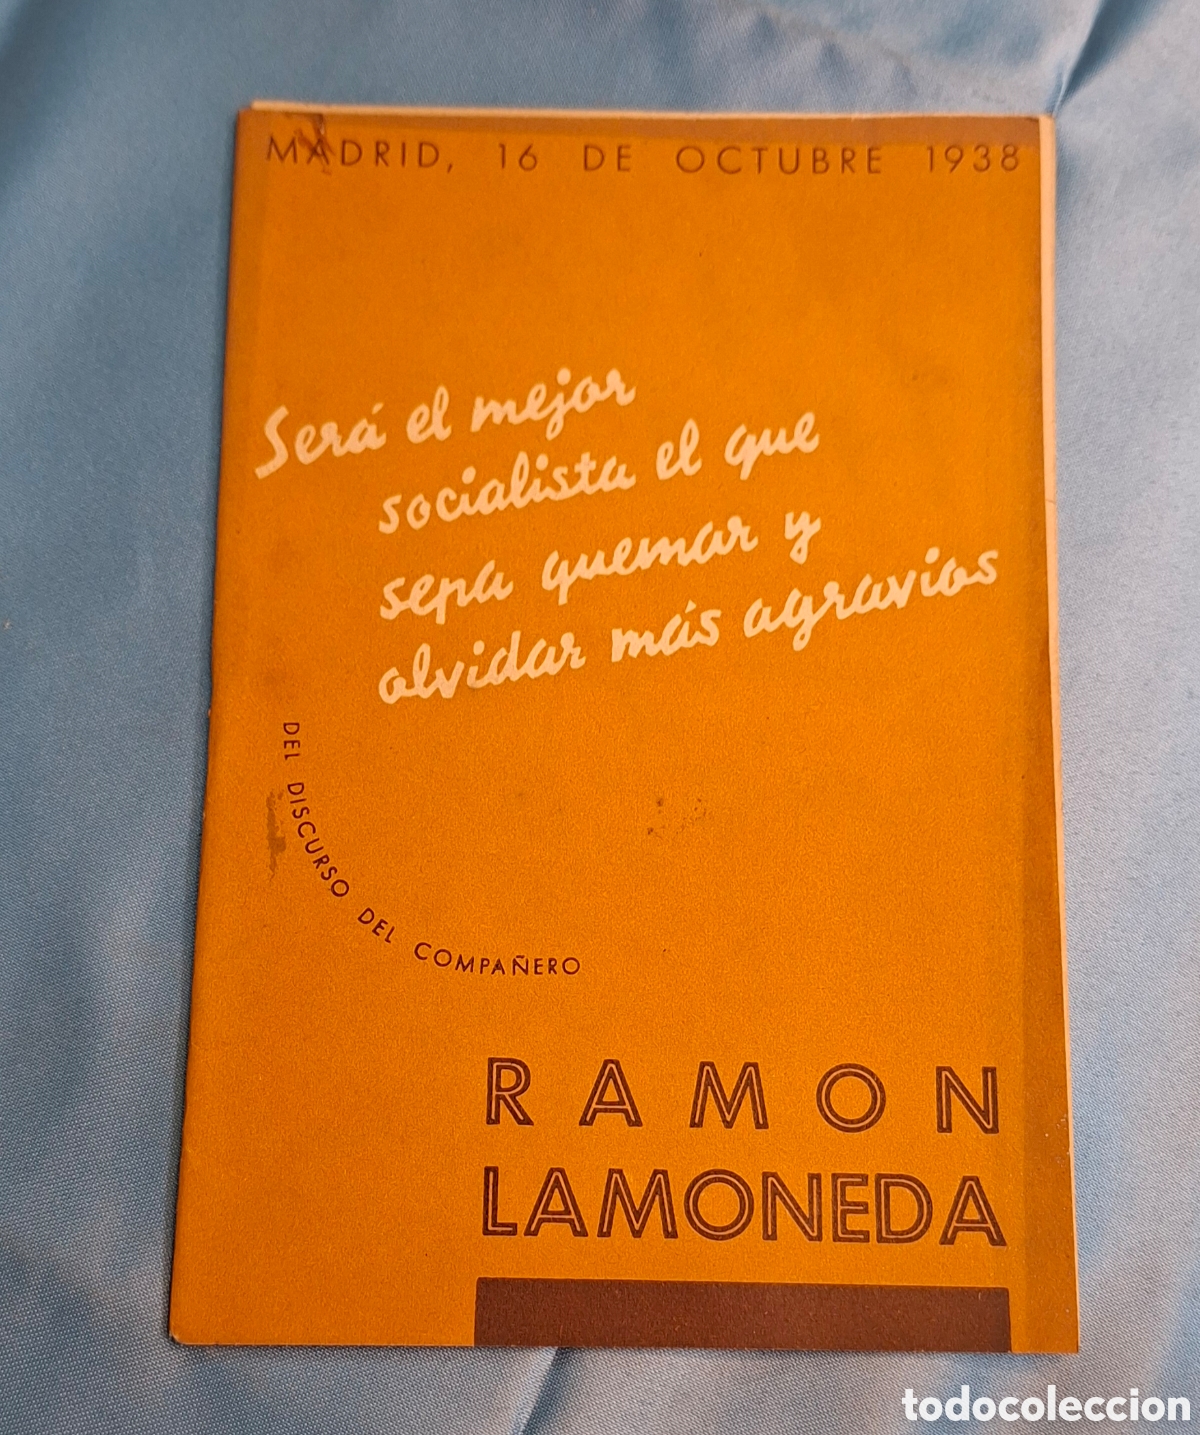 MADRID, 16 DE OCTUBRE 1938
Será el mejor
socialista el que
sepa quemar y
olvidar más agravios
DEL DISCURSO DEL COMPAÑERO
RAMON
LAMONEDA
todocoleccion